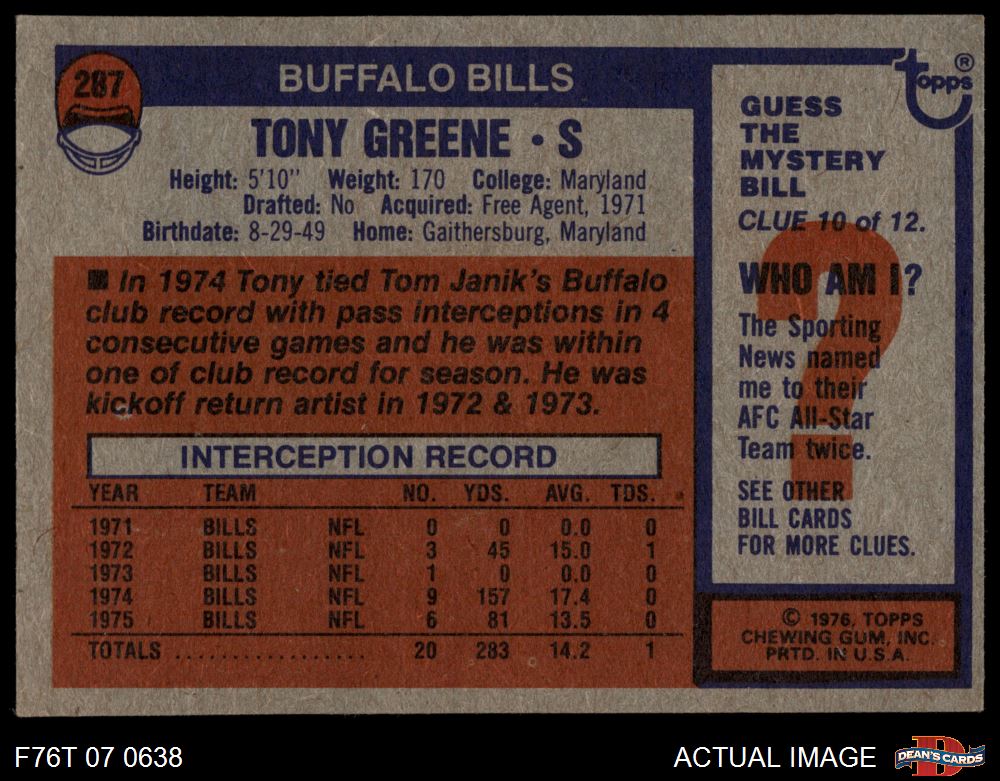 287
BUFFALO BILLS
TONY GREENE • S
Height: 5'10" Weight: 170 College: Maryland
Drafted: No Acquired: Free Agent, 1971
Birthdate: 8-29-49 Home: Gaithersburg, Maryland
■ In 1974 Tony tied Tom Janik's Buffalo
club record with pass interceptions in 4
consecutive games and he was within
one of club record for season. He was
kickoff return artist in 1972 & 1973.
INTERCEPTION RECORD
YEAR TEAM NO. YDS. AVG. TDS.
1971 BILLS NFL 0 0 0.0 0
1972 BILLS NFL 3 45 15.0 1
1973 BILLS NFL 1 0 0.0 0
1974 BILLS NFL 9 157 17.4 0
1975 BILLS NFL 6 81 13.5 0
TOTALS .................. 20 283 14.2 1
topps ®
GUESS
THE
MYSTERY
BILL
CLUE 10 of 12.
?
WHO AM I?
The Sporting
News named
me to their
AFC All-Star
Team twice.
SEE OTHER
BILL CARDS
FOR MORE CLUES.
© 1976, TOPPS
CHEWING GUM, INC.
PRTD. IN U.S.A.
F76T 07 0638
ACTUAL IMAGE
D
DEAN'S CARDS